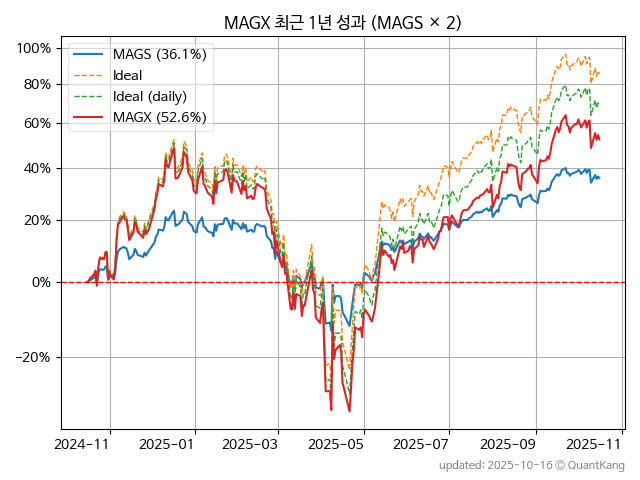 MAGX 최근 1년 성과 (MAGS × 2)
100%
80%
60%
40%
20%
0%
−20%
MAGS (36.1%)
Ideal
Ideal (daily)
MAGX (52.6%)
2024-11
2025-01
2025-03
2025-05
2025-07
2025-09
2025-11
updated: 2025-10-16 © QuantKang